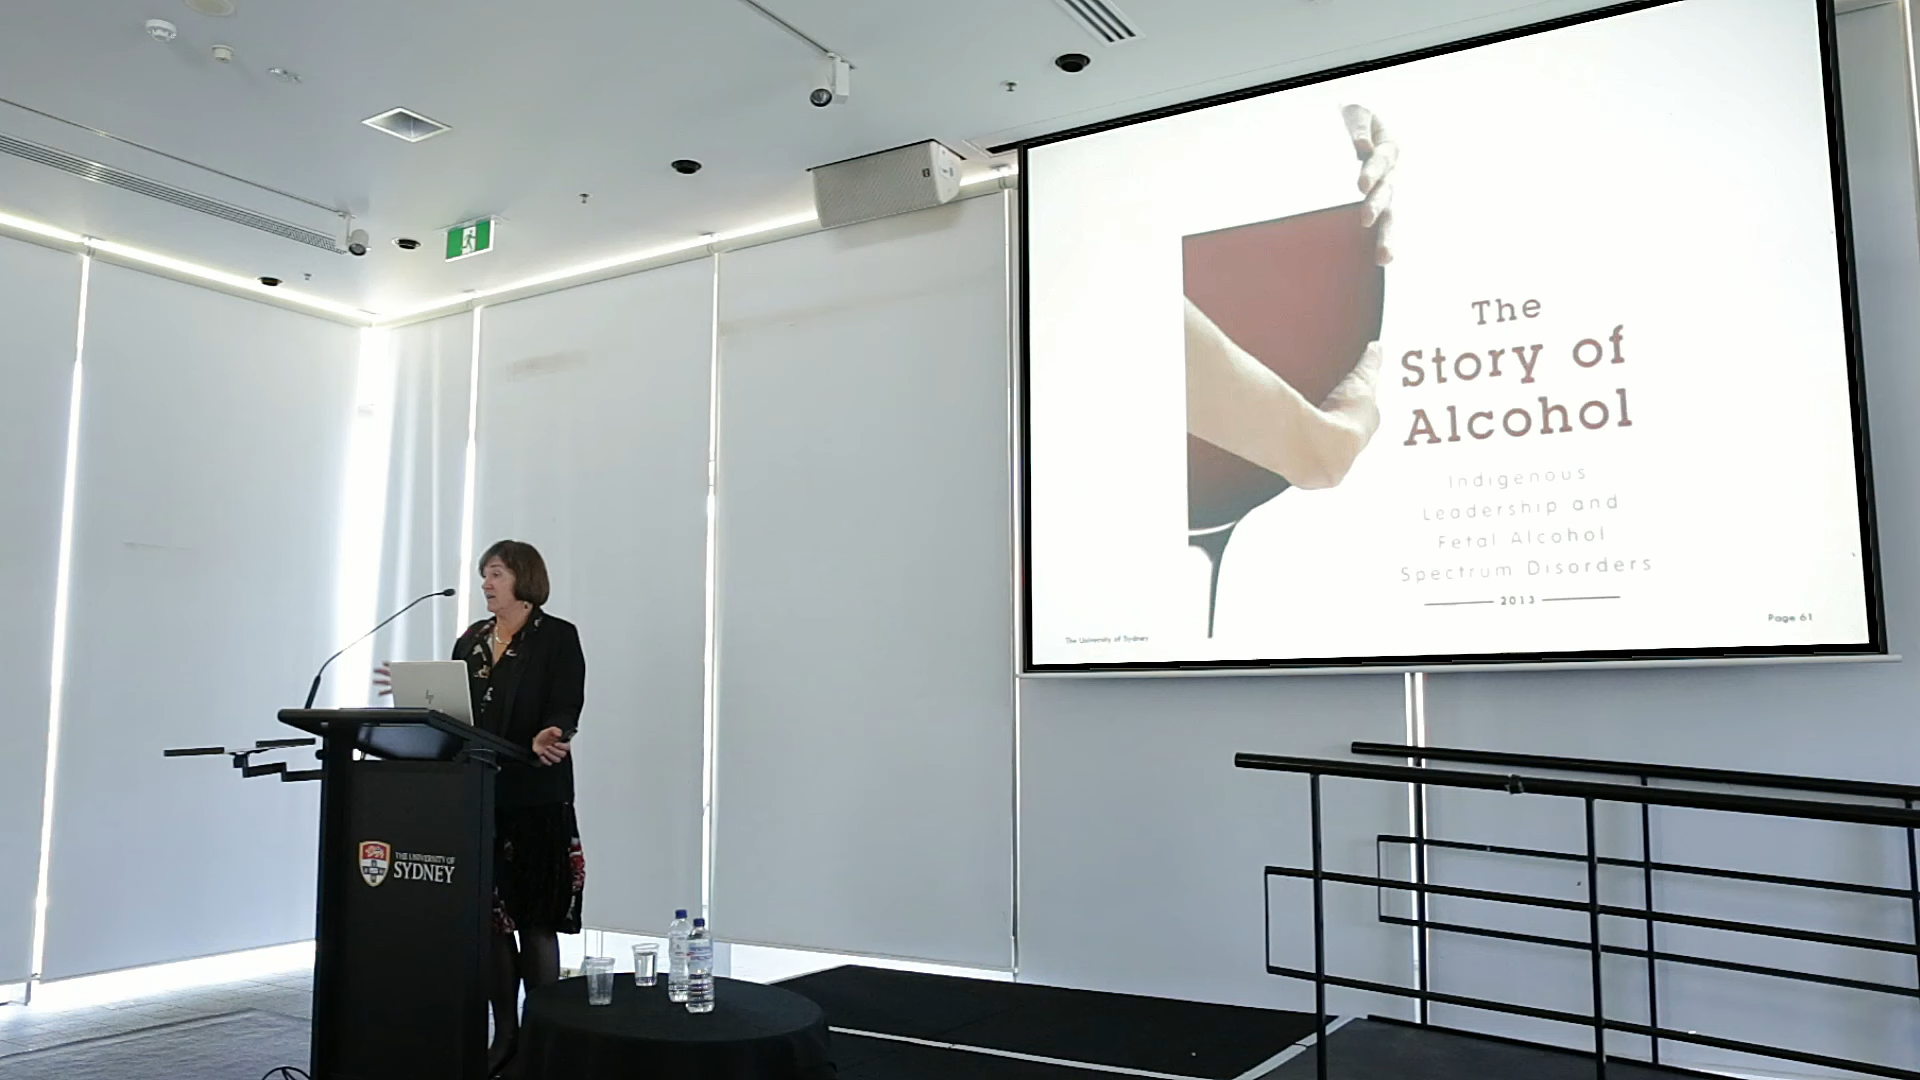 The
Story of
Alcohol
Indigenous
Leadership and
Fetal Alcohol
Spectrum Disorders
2013
The University of Sydney
Page 61
THE UNIVERSITY OF
SYDNEY
hp